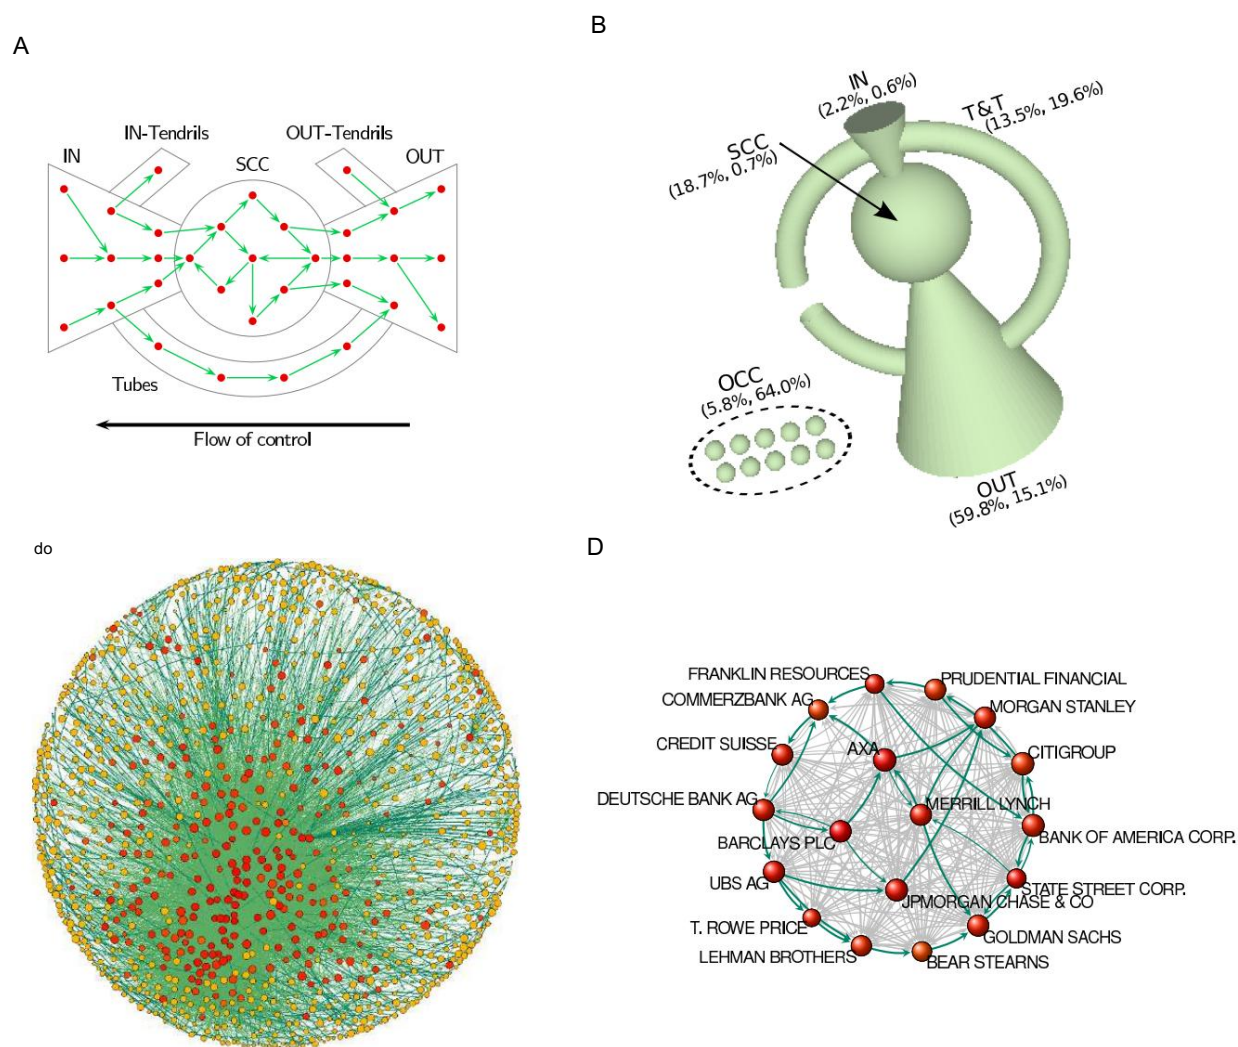 A
IN-Tendrils
OUT-Tendrils
IN
SCC
OUT
Tubes
Flow of control
B
IN
(2.2%, 0.6%)
T&T
(13.5%, 19.6%)
SCC
(18.7%, 0.7%)
OCC
(5.8%, 64.0%)
OUT
(59.8%, 15.1%)
do
D
FRANKLIN RESOURCES
PRUDENTIAL FINANCIAL
COMMERZBANK AG
MORGAN STANLEY
CREDIT SUISSE
AXA
CITIGROUP
DEUTSCHE BANK AG
MERRILL LYNCH
BARCLAYS PLC
BANK OF AMERICA CORP.
UBS AG
STATE STREET CORP.
JPMORGAN CHASE & CO
T. ROWE PRICE
GOLDMAN SACHS
LEHMAN BROTHERS
BEAR STEARNS